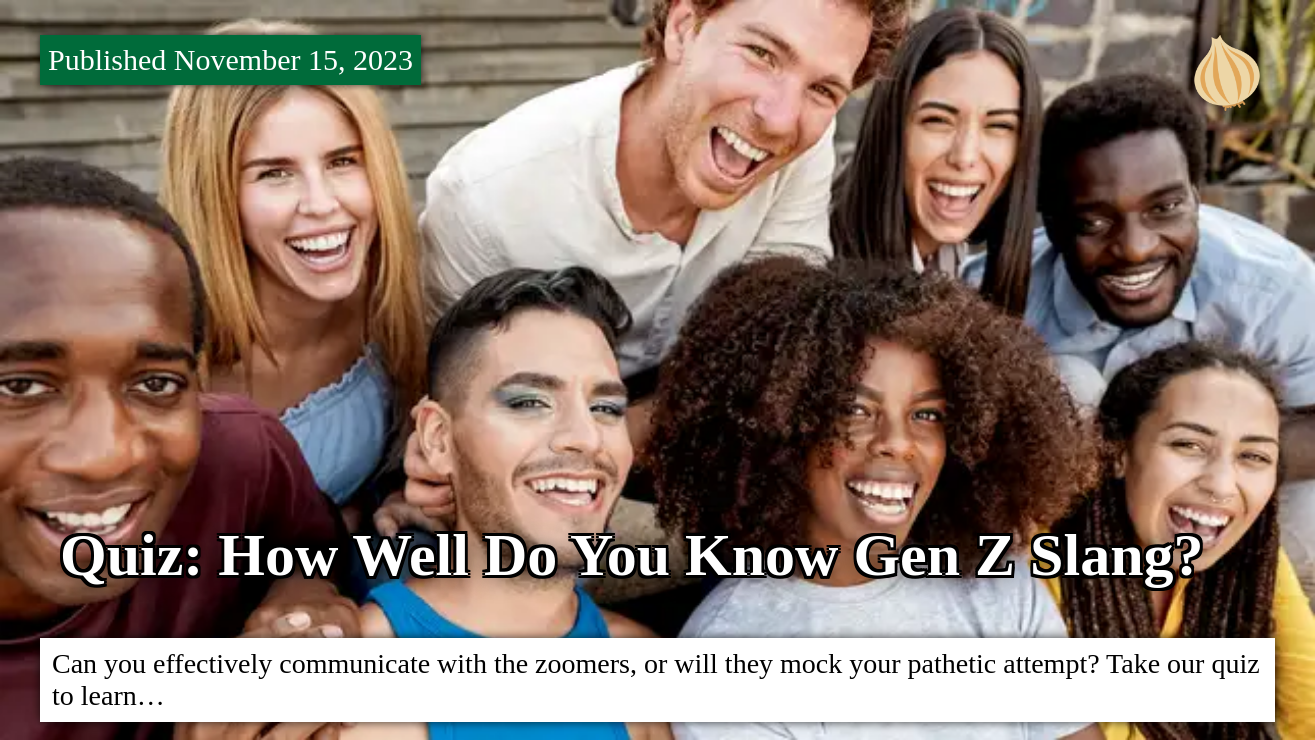 Published November 15, 2023
Quiz: How Well Do You Know Gen Z Slang?
Can you effectively communicate with the zoomers, or will they mock your pathetic attempt? Take our quiz
to learn…